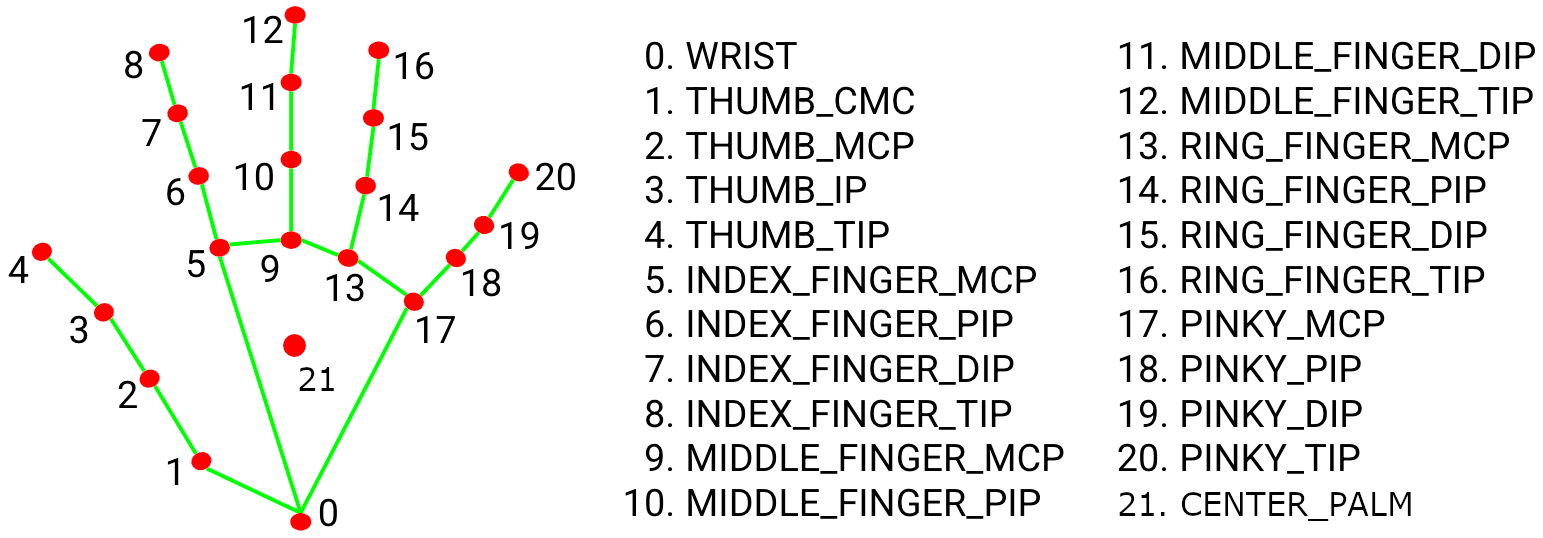 12
8
16
11
7
15
10
6
20
14
19
5
9
4
13
18
3
17
21
2
1
0
0. WRIST
1. THUMB_CMC
2. THUMB_MCP
3. THUMB_IP
4. THUMB_TIP
5. INDEX_FINGER_MCP
6. INDEX_FINGER_PIP
7. INDEX_FINGER_DIP
8. INDEX_FINGER_TIP
9. MIDDLE_FINGER_MCP
10. MIDDLE_FINGER_PIP
11. MIDDLE_FINGER_DIP
12. MIDDLE_FINGER_TIP
13. RING_FINGER_MCP
14. RING_FINGER_PIP
15. RING_FINGER_DIP
16. RING_FINGER_TIP
17. PINKY_MCP
18. PINKY_PIP
19. PINKY_DIP
20. PINKY_TIP
21. CENTER_PALM